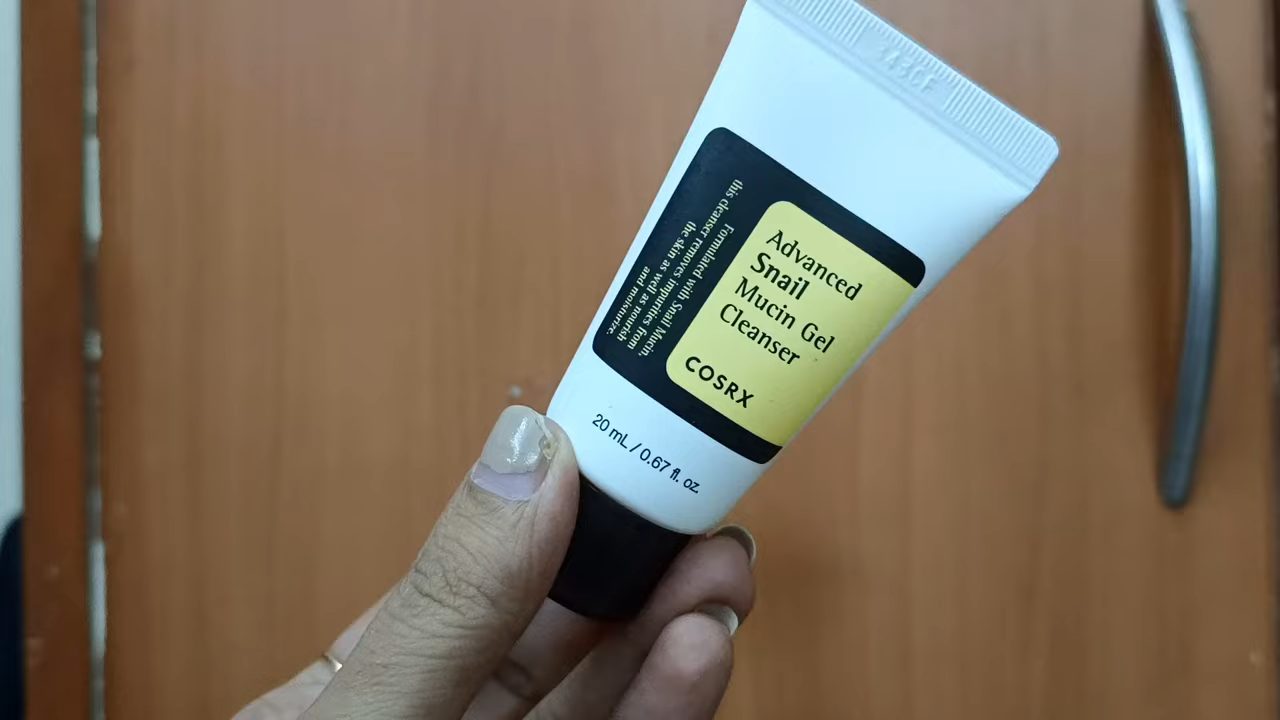 Advanced
Snail
Mucin Gel
Cleanser
COSRX
Formulated with Snail Mucin,
this cleanser removes impurities from
the skin as well as nourish
and moisturize.
20 mL / 0.67 fl. oz.